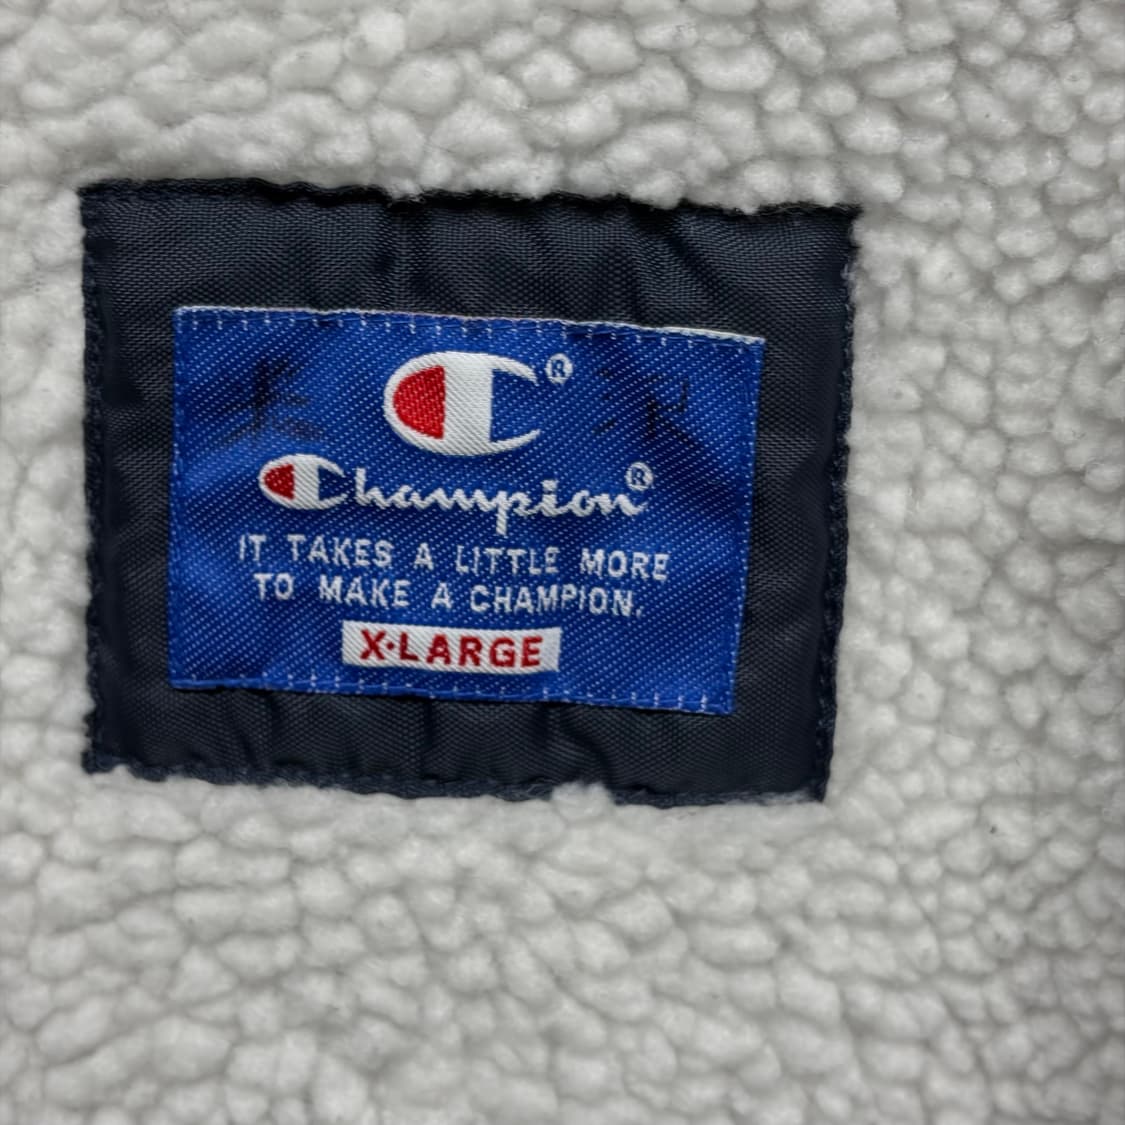 C®
Champion®
IT TAKES A LITTLE MORE
TO MAKE A CHAMPION.
X·LARGE